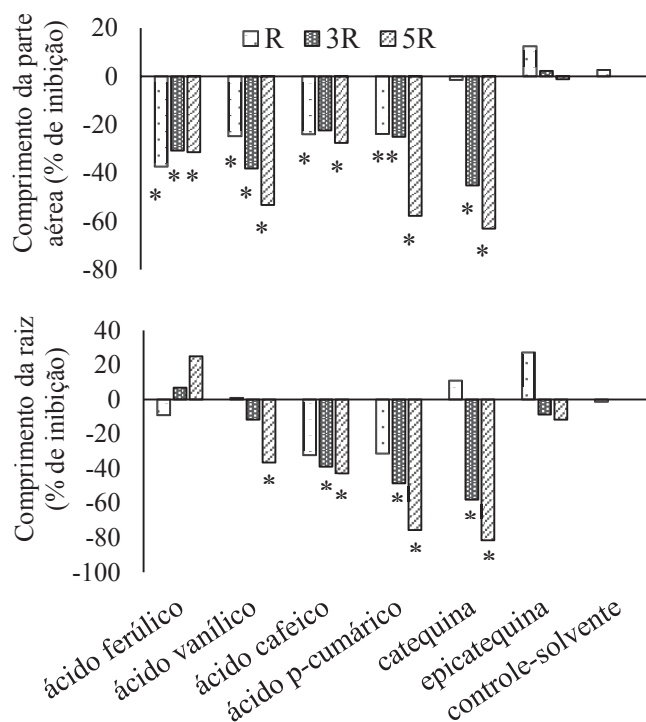 Comprimento da parte
aérea (% de inibição)
20
0
-20
-40
-60
-80
R 3R 5R
* * *
* * *
* *
** *
* *
Comprimento da raiz
(% de inibição)
40
20
0
-20
-40
-60
-80
-100
*
* *
* *
* *
ácido ferúlico
ácido vanílico
ácido cafeico
ácido p-cumárico
catequina
epicatequina
controle-solvente